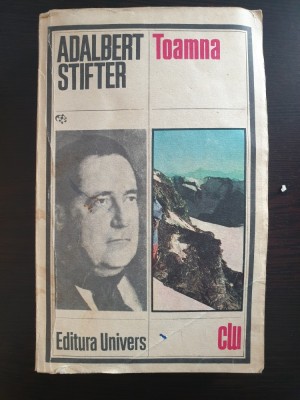 ADALBERT
STIFTER
Toamna
Editura Univers
clu